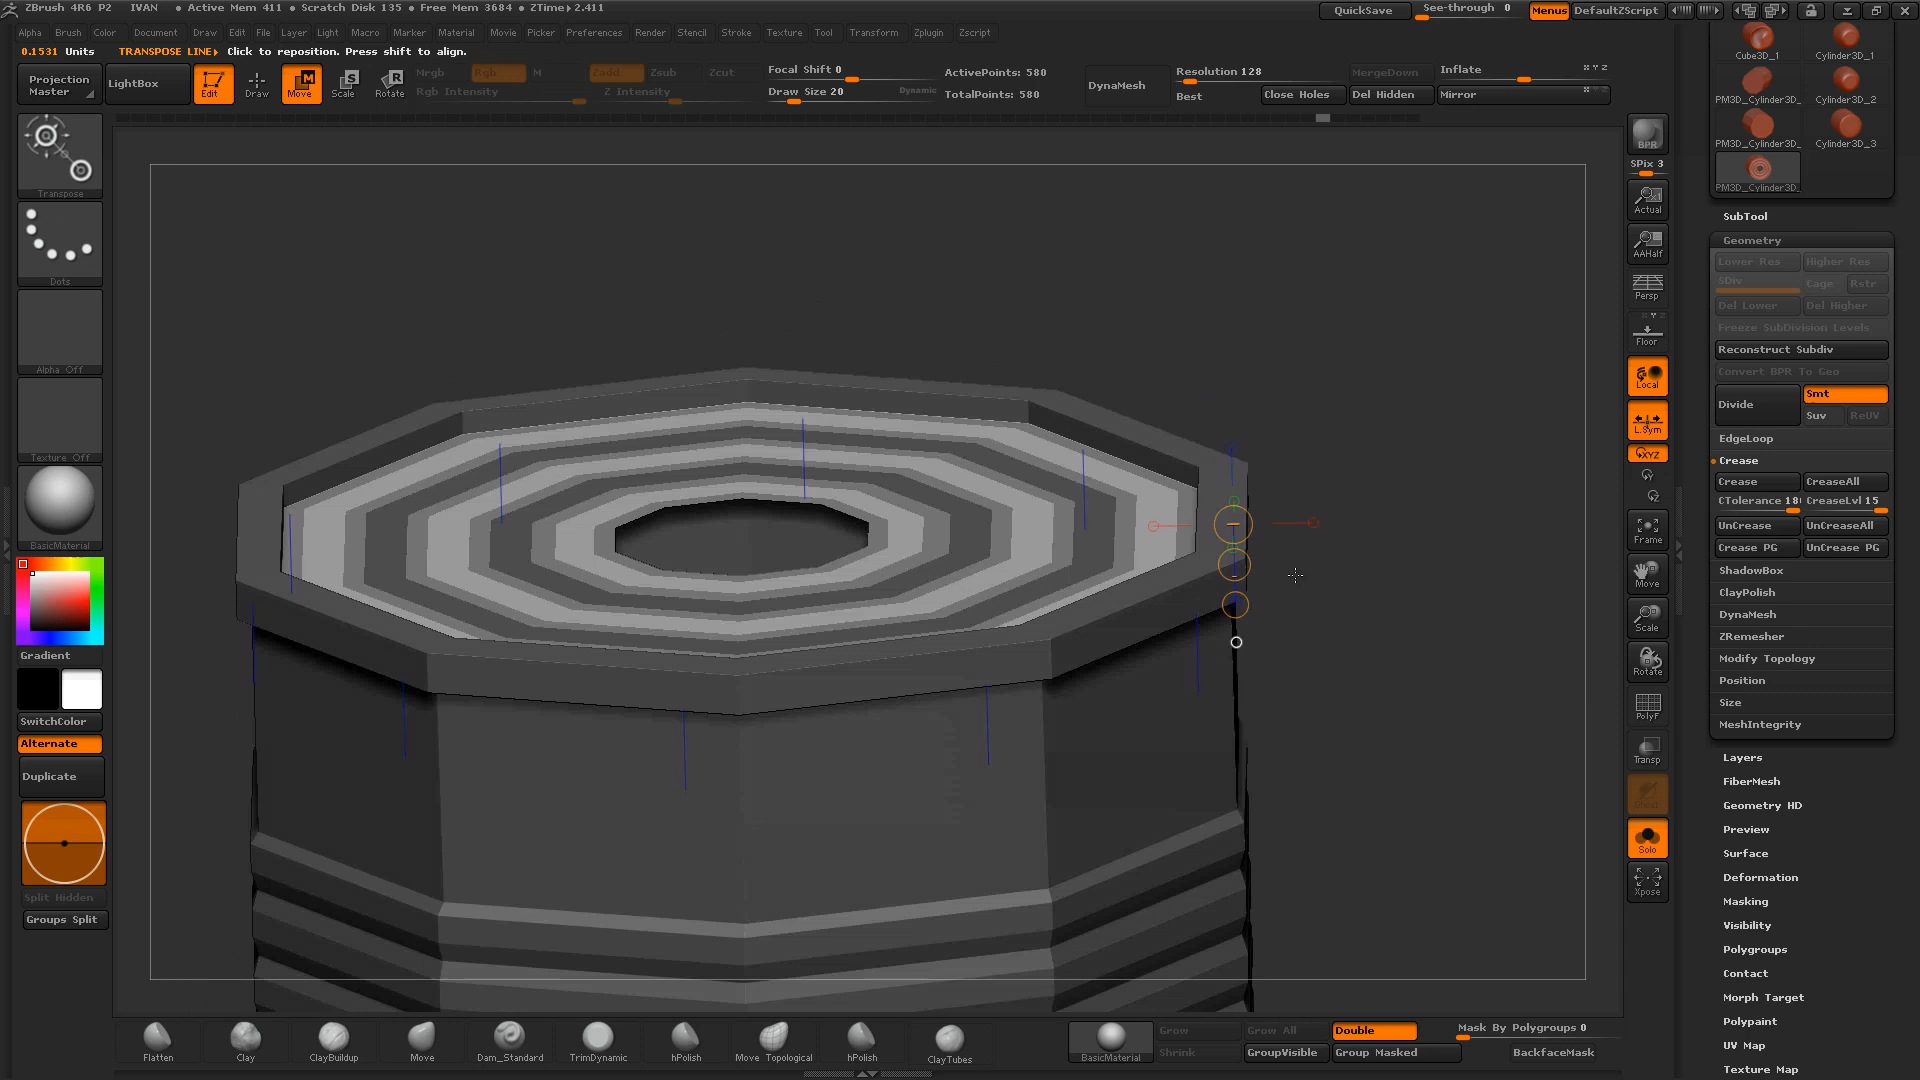 ZBrush 4R6 P2 IVAN • Active Mem 411 • Scratch Disk 135 • Free Mem 3684 • ZTime▸2.411 QuickSave See-through 0 Menus DefaultZScript
Alpha Brush Color Document Draw Edit File Layer Light Macro Marker Material Movie Picker Preferences Render Stencil Stroke Texture Tool Transform Zplugin Zscript
0.1531 Units TRANSPOSE LINE▸ Click to reposition. Press shift to align.
Projection Master
LightBox
Edit Draw Move Scale Rotate
Mrgb Rgb M Zadd Zsub Zcut
Rgb Intensity Z Intensity
Focal Shift 0
Draw Size 20 Dynamic
ActivePoints: 580
TotalPoints: 580
DynaMesh
Resolution 128
Best Close Holes
MergeDown
Del Hidden
Inflate
Mirror
Transpose
Dots
Alpha Off
Texture Off
BasicMaterial
Gradient
SwitchColor
Alternate
Duplicate
Split Hidden
Groups Split
BPR
SPix 3
Actual
AAHalf
Persp
Floor
Local
L.Sym
XYZ
Frame
Move
Scale
Rotate
PolyF
Transp
Ghost
Solo
Xpose
Cube3D_1 Cylinder3D_1
PM3D_Cylinder3D_ Cylinder3D_2
PM3D_Cylinder3D_ Cylinder3D_3
PM3D_Cylinder3D_
SubTool
Geometry
Lower Res Higher Res
SDiv Cage Rstr
Del Lower Del Higher
Freeze SubDivision Levels
Reconstruct Subdiv
Convert BPR To Geo
Divide Smt
Suv ReUV
EdgeLoop
Crease
Crease CreaseAll
CTolerance 18 CreaseLvl 15
UnCrease UnCreaseAll
Crease PG UnCrease PG
ShadowBox
ClayPolish
DynaMesh
ZRemesher
Modify Topology
Position
Size
MeshIntegrity
Layers
FiberMesh
Geometry HD
Preview
Surface
Deformation
Masking
Visibility
Polygroups
Contact
Morph Target
Polypaint
UV Map
Texture Map
Flatten Clay ClayBuildup Move Dam_Standard TrimDynamic hPolish Move Topological hPolish ClayTubes
BasicMaterial
Grow Grow All Double Mask By Polygroups 0
Shrink GroupVisible Group Masked BackfaceMask